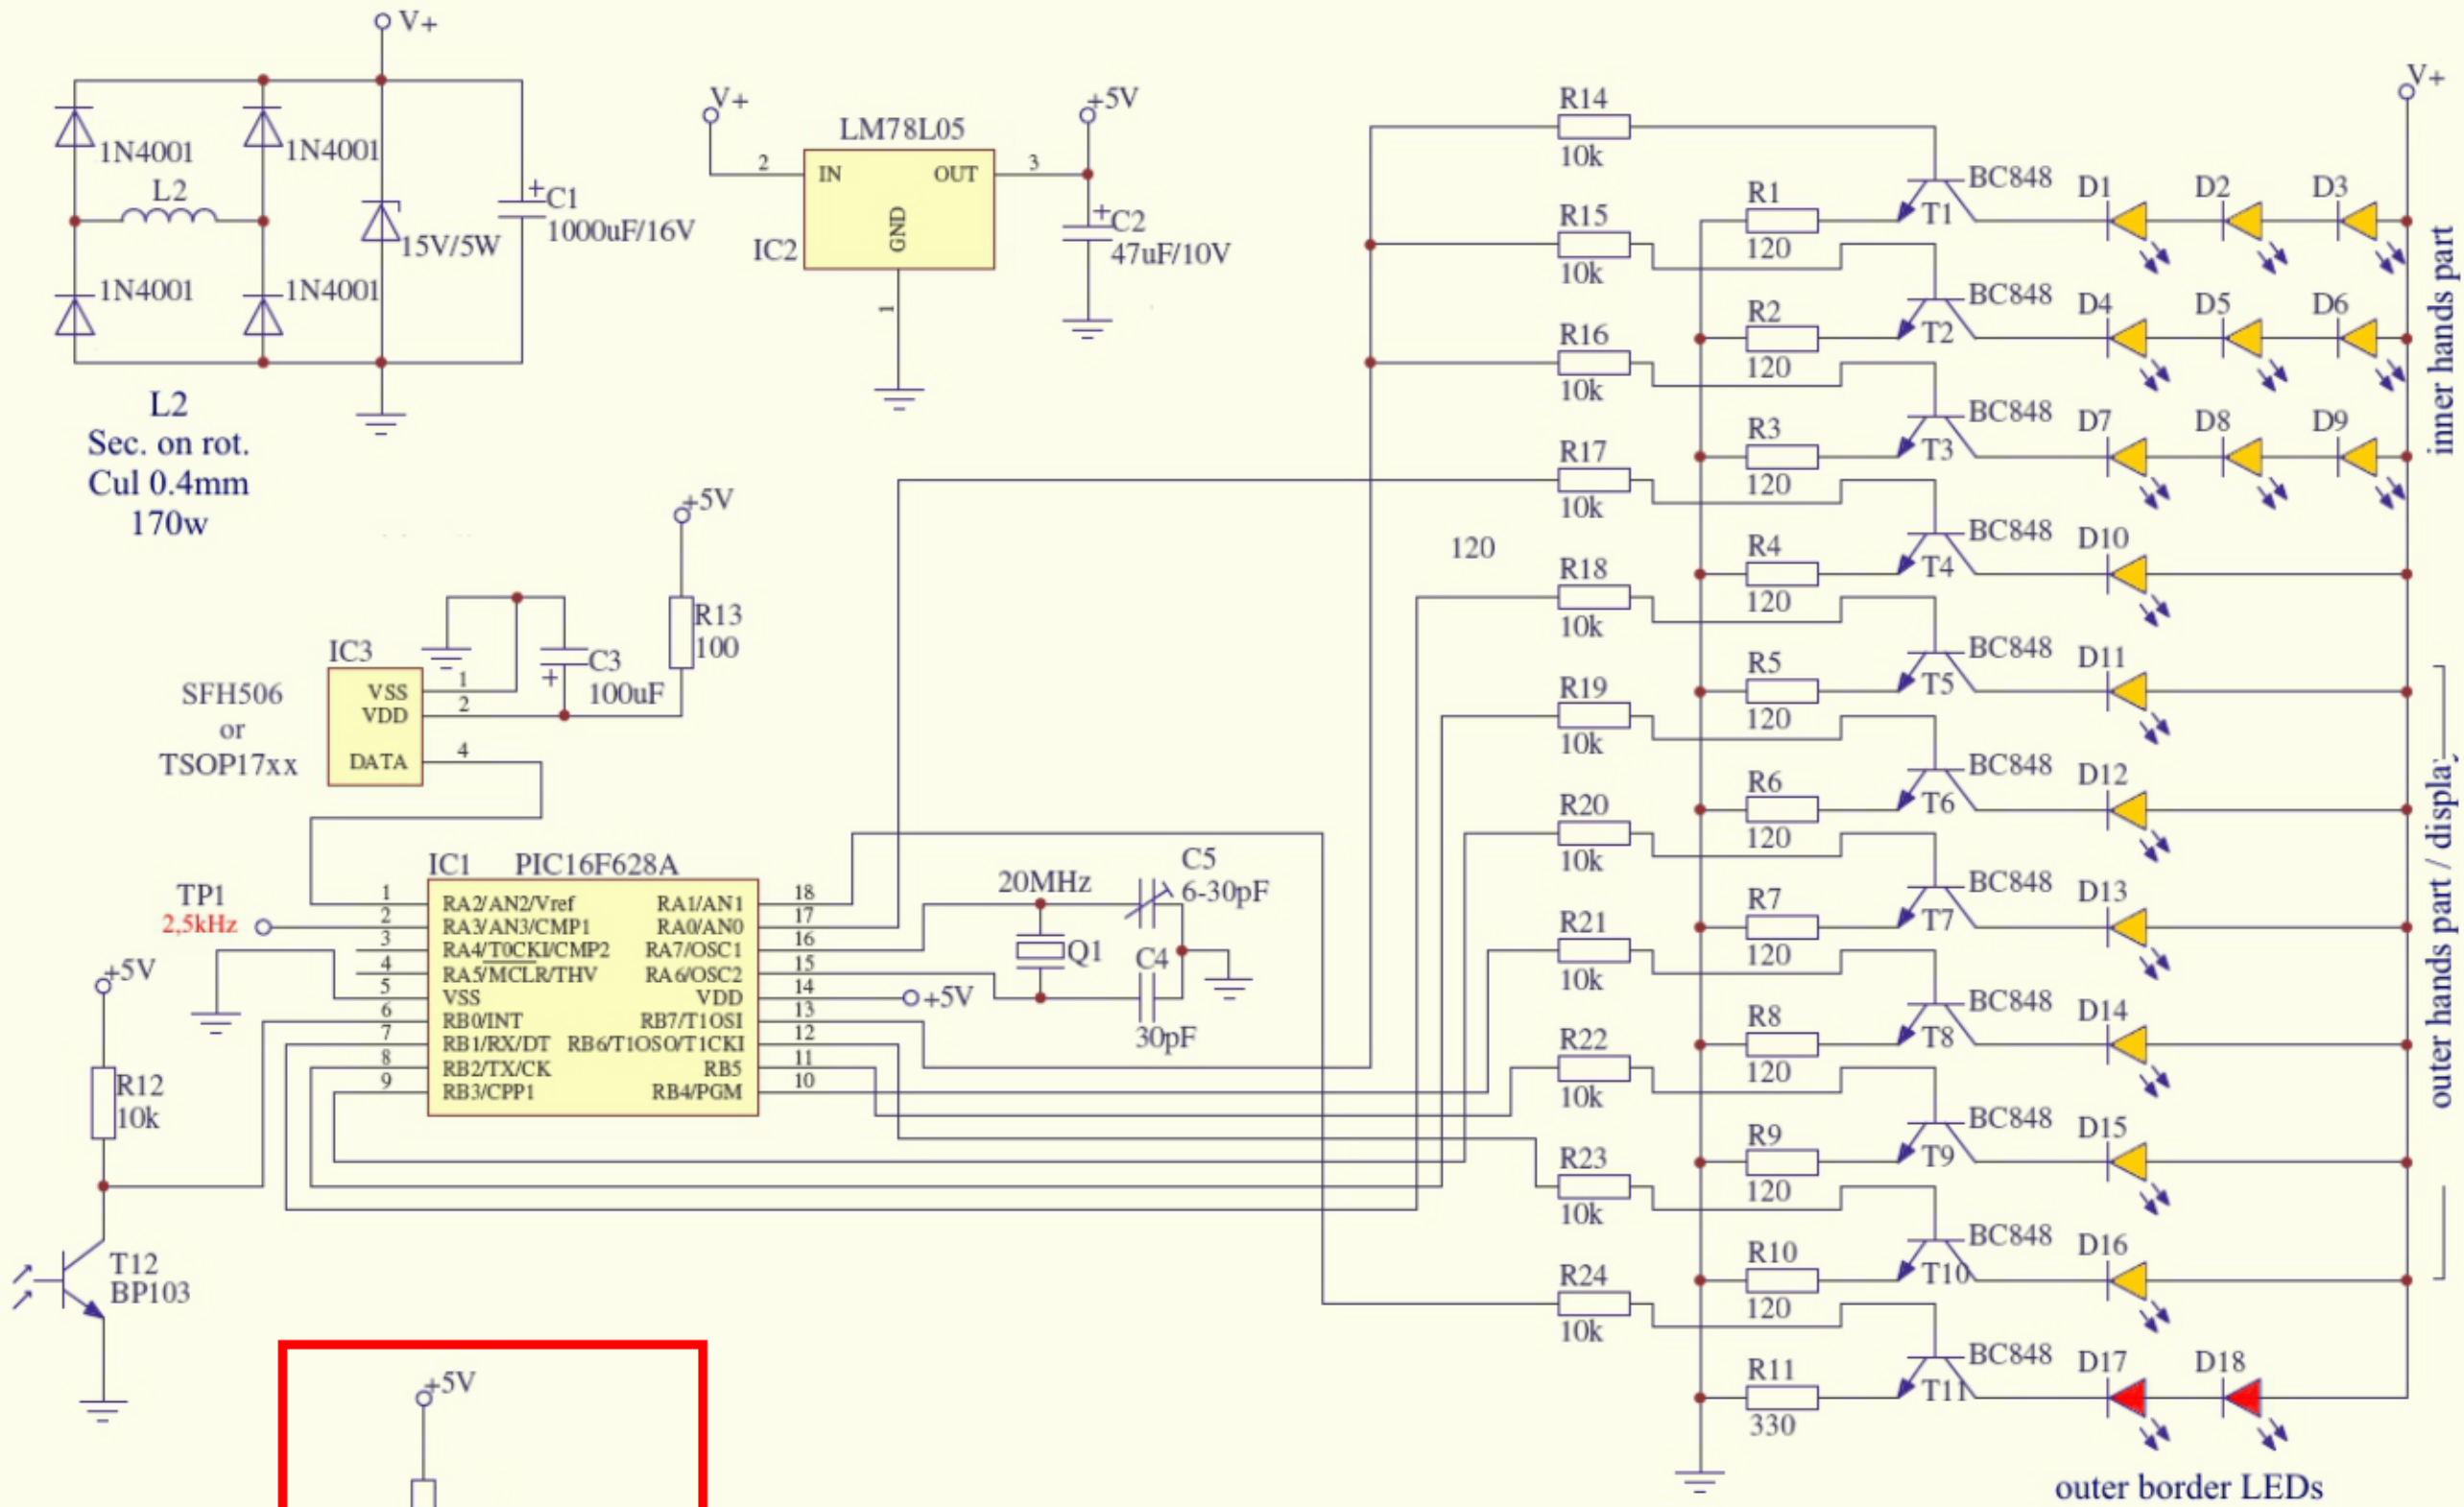 V+
1N4001
1N4001
L2
1N4001
1N4001
15V/5W
+
C1
1000uF/16V
L2
Sec. on rot.
Cul 0.4mm
170w
V+
LM78L05
+5V
2
IN
OUT
3
GND
1
IC2
+
C2
47uF/10V
+5V
R13
100
IC3
SFH506
or
TSOP17xx
VSS
VDD
DATA
1
2
4
C3
+
100uF
IC1
PIC16F628A
TP1
2,5kHz
1
2
3
4
5
6
7
8
9
RA2/AN2/Vref
RA3/AN3/CMP1
RA4/T0CKI/CMP2
RA5/MCLR/THV
VSS
RB0/INT
RB1/RX/DT
RB2/TX/CK
RB3/CPP1
RA1/AN1
RA0/AN0
RA7/OSC1
RA6/OSC2
VDD
RB7/T1OSI
RB6/T1OSO/T1CKI
RB5
RB4/PGM
18
17
16
15
14
13
12
11
10
20MHz
Q1
C5
6-30pF
C4
30pF
+5V
+5V
R12
10k
T12
BP103
+5V
120
R14
10k
R15
10k
R16
10k
R17
10k
R18
10k
R19
10k
R20
10k
R21
10k
R22
10k
R23
10k
R24
10k
V+
R1
120
BC848
T1
D1
D2
D3
R2
120
BC848
T2
D4
D5
D6
R3
120
BC848
T3
D7
D8
D9
R4
120
BC848
T4
D10
R5
120
BC848
T5
D11
R6
120
BC848
T6
D12
R7
120
BC848
T7
D13
R8
120
BC848
T8
D14
R9
120
BC848
T9
D15
R10
120
BC848
T10
D16
R11
330
BC848
T11
D17
D18
inner hands part
outer hands part / display
outer border LEDs